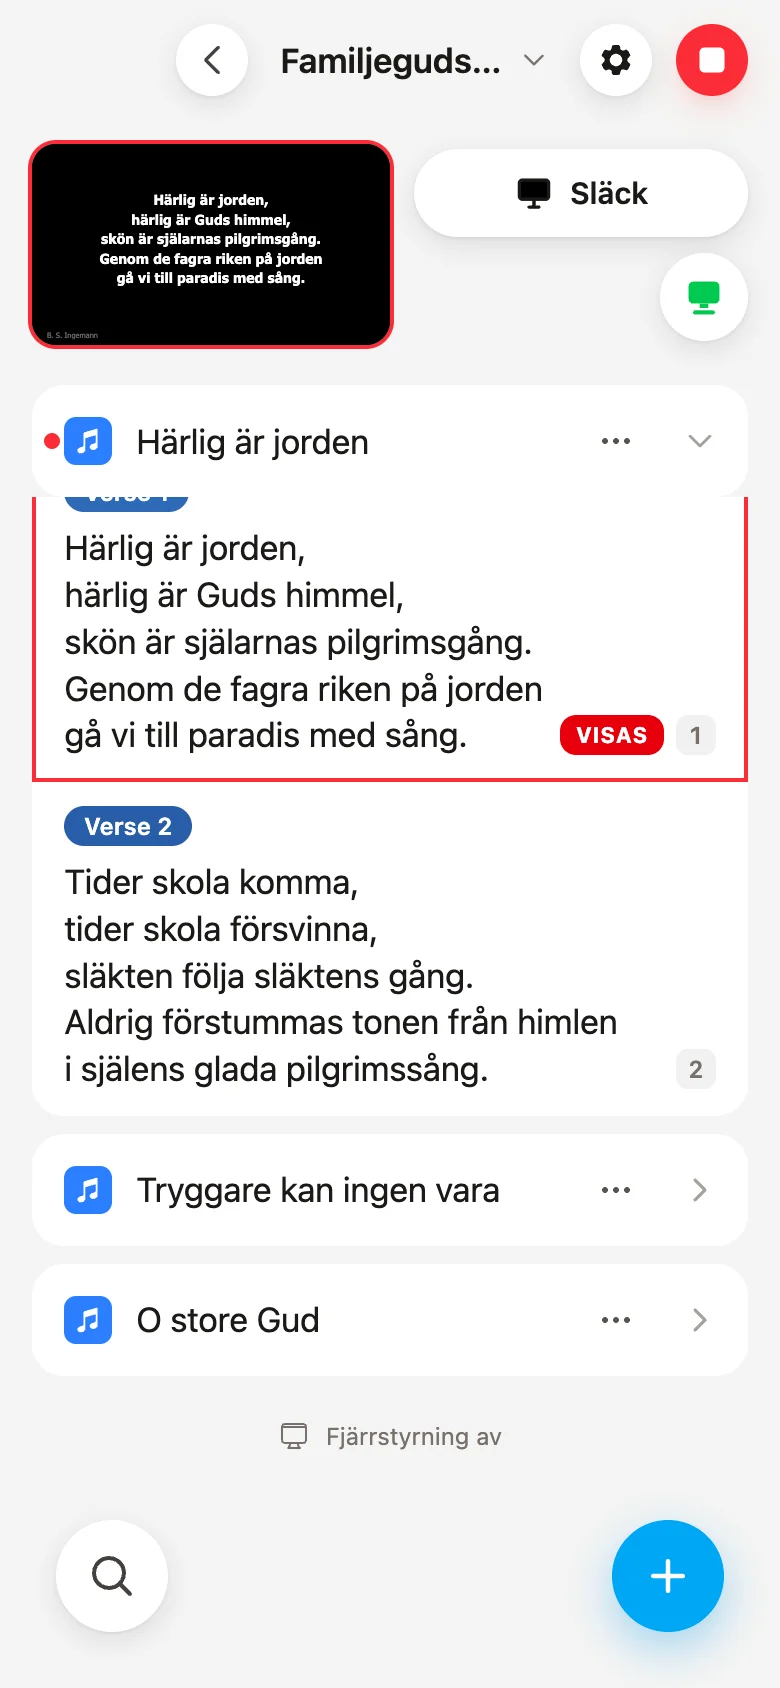 Familjeguds...
Härlig är jorden,
härlig är Guds himmel,
skön är själarnas pilgrimsgång.
Genom de fagra riken på jorden
gå vi till paradis med sång.
B. S. Ingemann
Släck
Härlig är jorden
Verse 1
Härlig är jorden,
härlig är Guds himmel,
skön är själarnas pilgrimsgång.
Genom de fagra riken på jorden
gå vi till paradis med sång.
VISAS 1
Verse 2
Tider skola komma,
tider skola försvinna,
släkten följa släktens gång.
Aldrig förstummas tonen från himlen
i själens glada pilgrimssång.
2
Tryggare kan ingen vara
O store Gud
Fjärrstyrning av